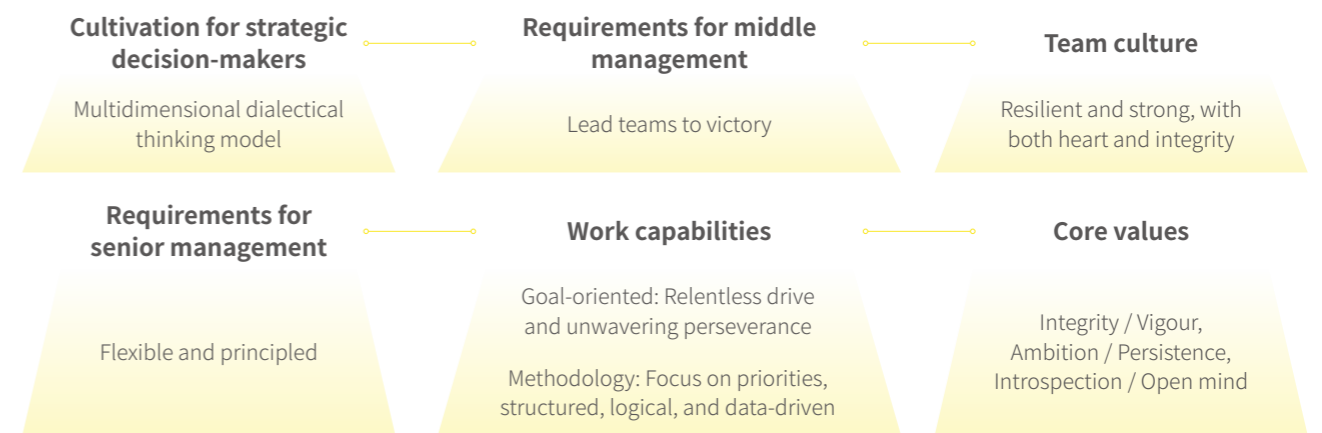 Cultivation for strategic
decision-makers
Multidimensional dialectical
thinking model
Requirements for middle
management
Lead teams to victory
Team culture
Resilient and strong, with
both heart and integrity
Requirements for
senior management
Flexible and principled
Work capabilities
Goal-oriented: Relentless drive
and unwavering perseverance
Methodology: Focus on priorities,
structured, logical, and data-driven
Core values
Integrity / Vigour,
Ambition / Persistence,
Introspection / Open mind